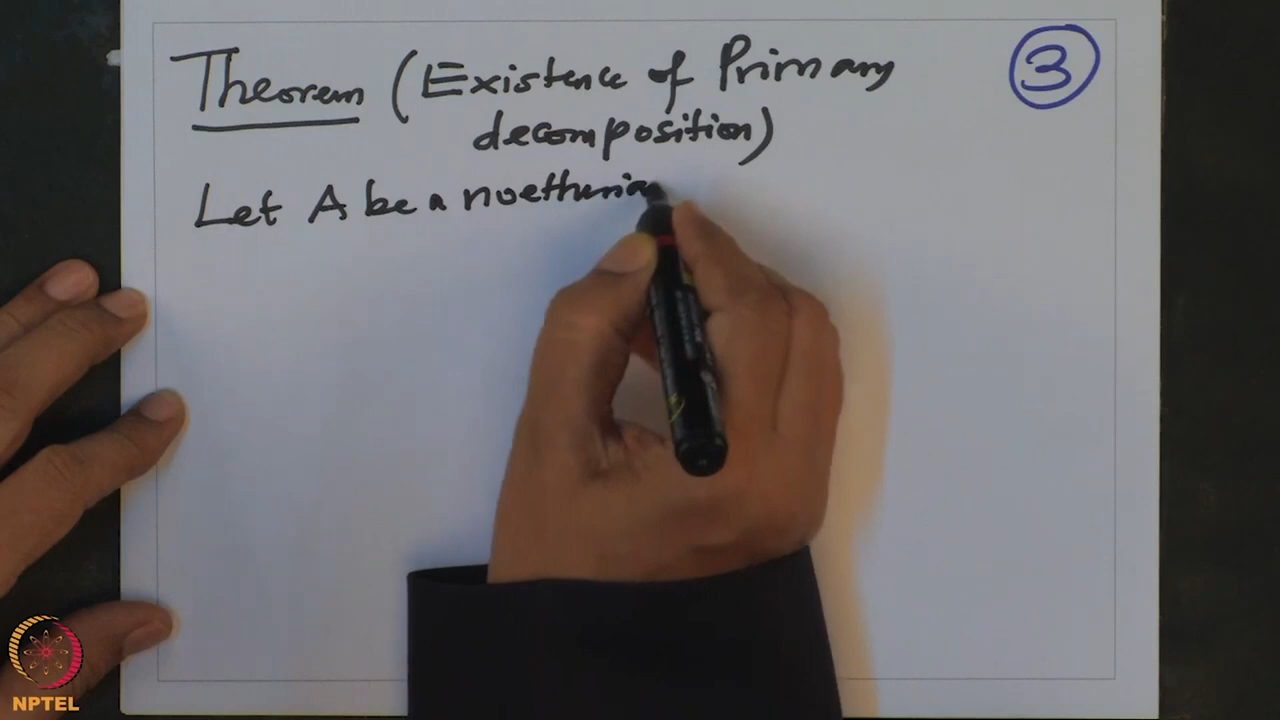 Theorem (Existence of Primary
3
decomposition)
Let A be a noetherian
NPTEL